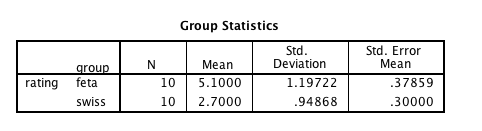 Group Statistics
group N Mean Std. Deviation Std. Error Mean
rating feta 10 5.1000 1.19722 .37859
swiss 10 2.7000 .94868 .30000